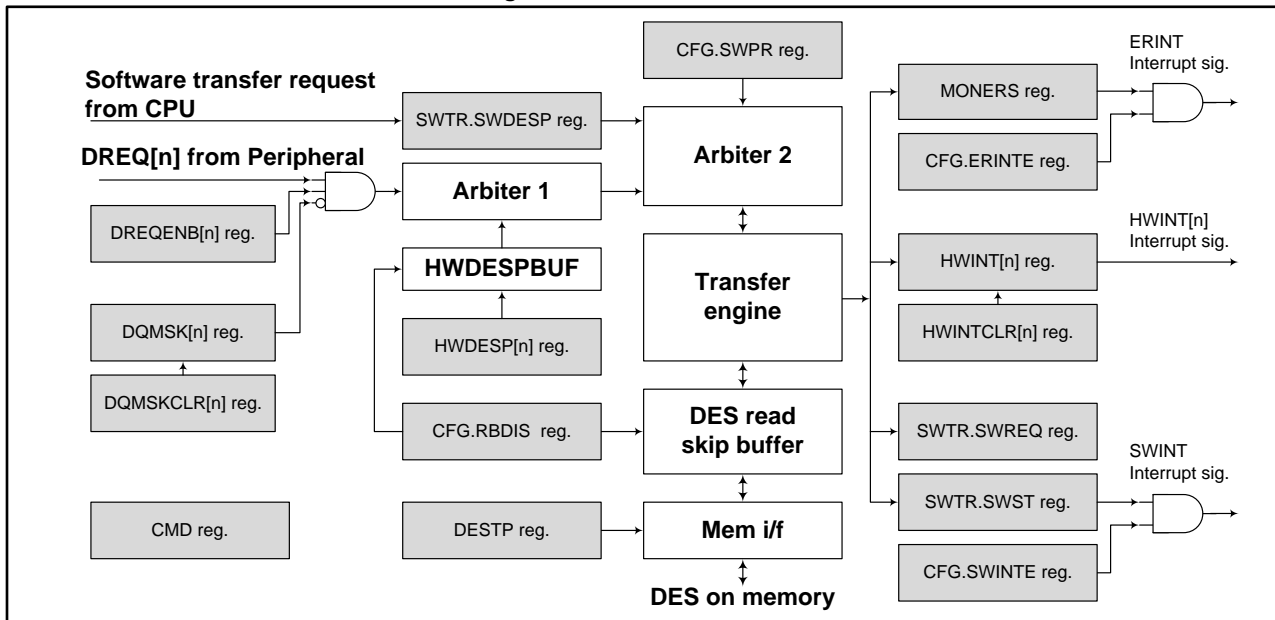 CFG.SWPR reg.
ERINT
Interrupt sig.
Software transfer request
from CPU
SWTR.SWDESP reg.
Arbiter 2
MONERS reg.
CFG.ERINTE reg.
DREQ[n] from Peripheral
Arbiter 1
DREQENB[n] reg.
HWDESPBUF
Transfer
engine
HWINT[n] reg.
HWINT[n]
Interrupt sig.
DQMSK[n] reg.
HWDESP[n] reg.
HWINTCLR[n] reg.
DQMSKCLR[n] reg.
CFG.RBDIS reg.
DES read
skip buffer
SWTR.SWREQ reg.
SWINT
Interrupt sig.
SWTR.SWST reg.
CMD reg.
DESTP reg.
Mem i/f
CFG.SWINTE reg.
DES on memory